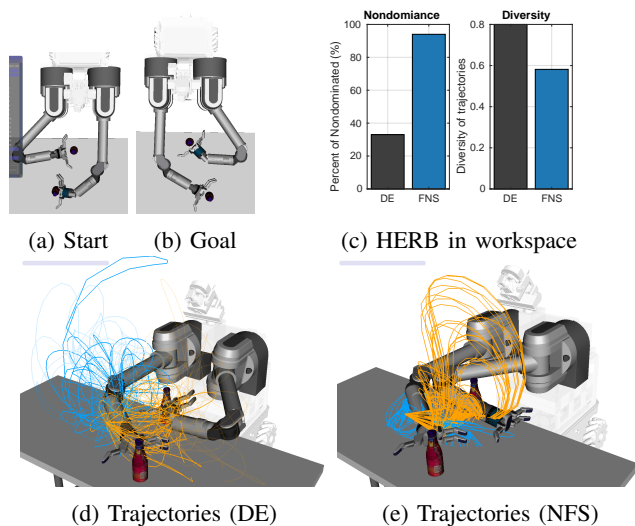 Nondomiance
Diversity
Percent of Nondominated (%)
100
80
60
40
20
0
DE
FNS
Diversity of trajectories
0.8
0.6
0.4
0.2
0
DE
FNS
(a) Start
(b) Goal
(c) HERB in workspace
(d) Trajectories (DE)
(e) Trajectories (NFS)